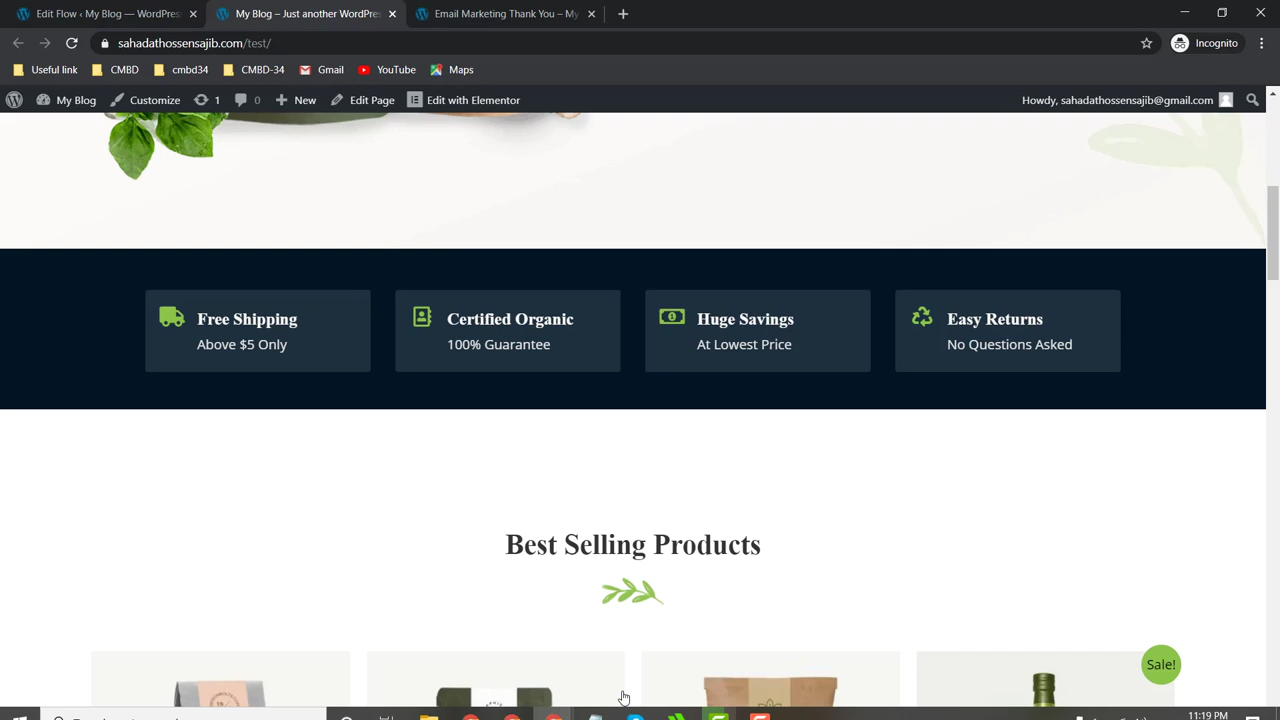 Edit Flow ‹ My Blog — WordPres
My Blog – Just another WordPres
Email Marketing Thank You – My
sahadathossensajib.com/test/
Incognito
Useful link
CMBD
cmbd34
CMBD-34
Gmail
YouTube
Maps
My Blog
Customize
1
0
New
Edit Page
Edit with Elementor
Howdy, sahadathossensajib@gmail.com
Free Shipping
Above $5 Only
Certified Organic
100% Guarantee
Huge Savings
At Lowest Price
Easy Returns
No Questions Asked
Best Selling Products
Sale!
11:19 PM